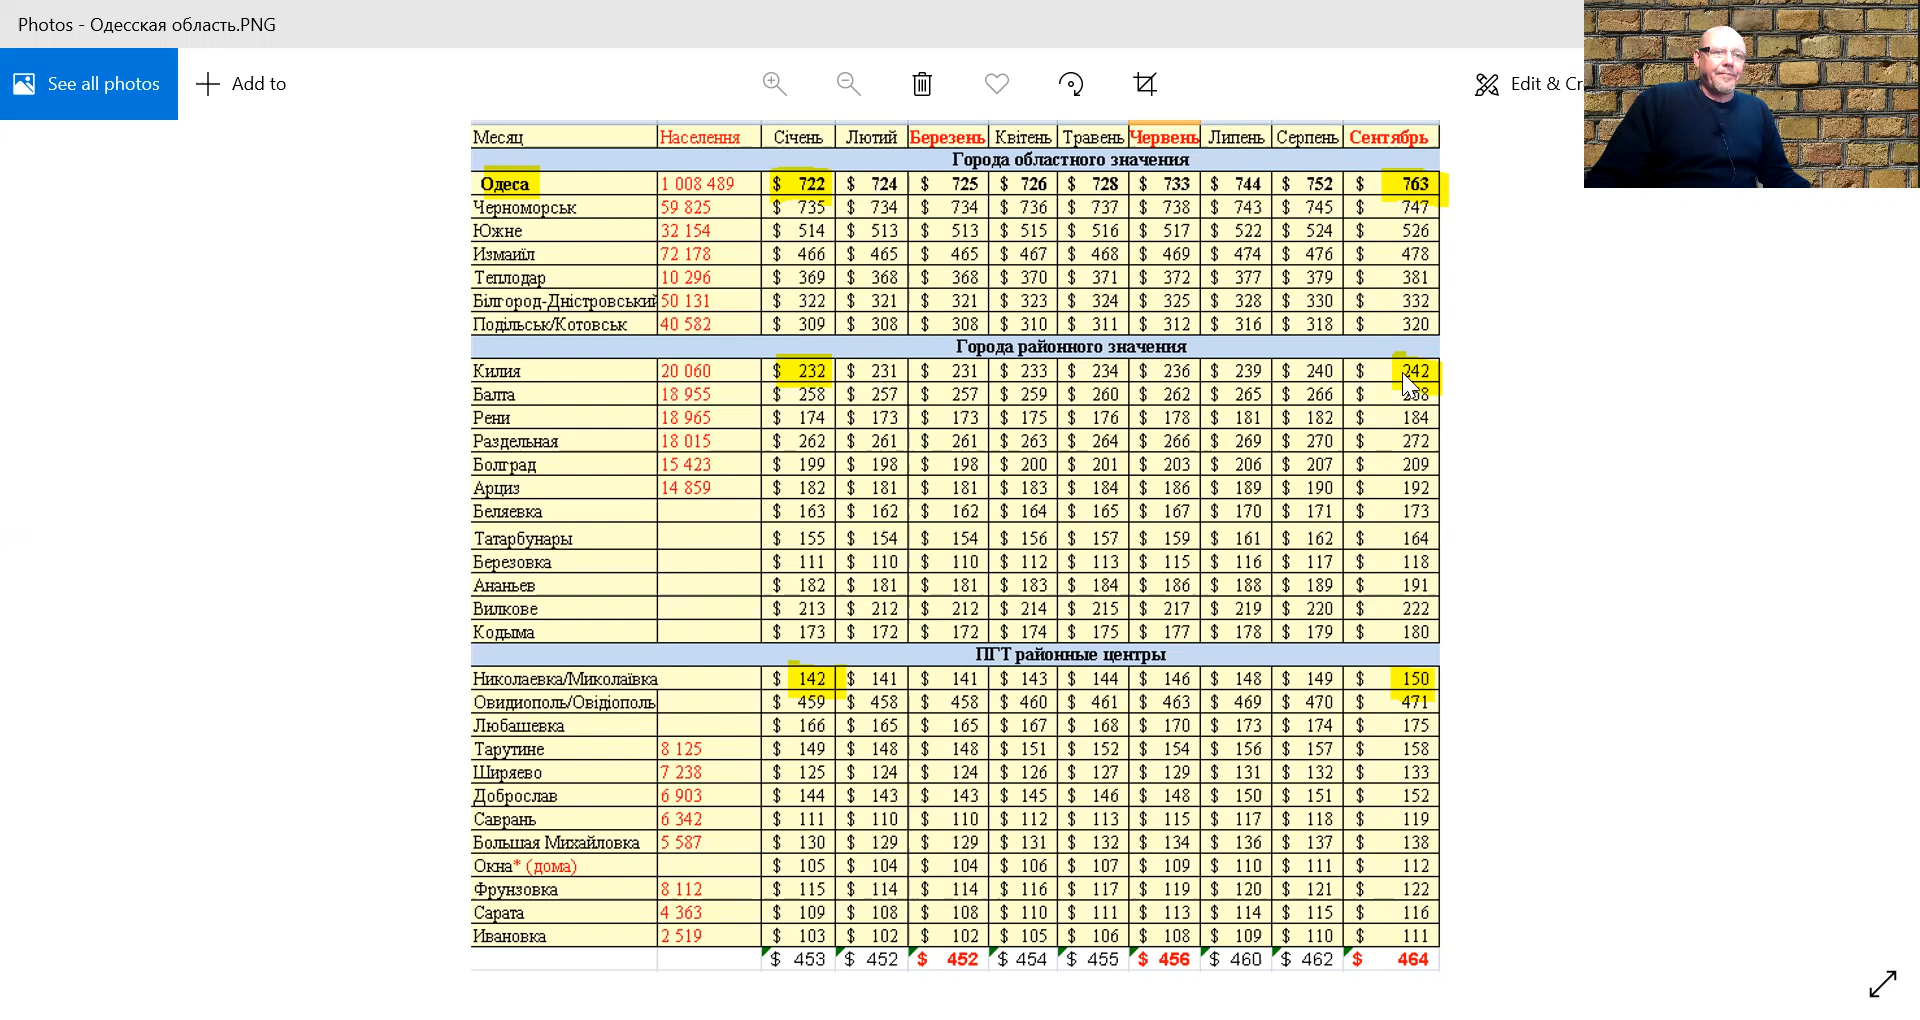 Photos - Одесская область.PNG
See all photos
Add to
Edit & Cr
Месяц Населення Січень Лютий Березень Квітень Травень Червень Липень Серпень Сентябрь
Города областного значения
Одеса 1 008 489 $ 722 $ 724 $ 725 $ 726 $ 728 $ 733 $ 744 $ 752 $ 763
Черноморськ 59 825 $ 735 $ 734 $ 734 $ 736 $ 737 $ 738 $ 743 $ 745 $ 747
Южне 32 154 $ 514 $ 513 $ 513 $ 515 $ 516 $ 517 $ 522 $ 524 $ 526
Измаиїл 72 178 $ 466 $ 465 $ 465 $ 467 $ 468 $ 469 $ 474 $ 476 $ 478
Теплодар 10 296 $ 369 $ 368 $ 368 $ 370 $ 371 $ 372 $ 377 $ 379 $ 381
Білгород-Дністровський 50 131 $ 322 $ 321 $ 321 $ 323 $ 324 $ 325 $ 328 $ 330 $ 332
Подільськ/Котовськ 40 582 $ 309 $ 308 $ 308 $ 310 $ 311 $ 312 $ 316 $ 318 $ 320
Города районного значения
Килия 20 060 $ 232 $ 231 $ 231 $ 233 $ 234 $ 236 $ 239 $ 240 $ 242
Балта 18 955 $ 258 $ 257 $ 257 $ 259 $ 260 $ 262 $ 265 $ 266 $ 268
Рени 18 965 $ 174 $ 173 $ 173 $ 175 $ 176 $ 178 $ 181 $ 182 $ 184
Раздельная 18 015 $ 262 $ 261 $ 261 $ 263 $ 264 $ 266 $ 269 $ 270 $ 272
Болград 15 423 $ 199 $ 198 $ 198 $ 200 $ 201 $ 203 $ 206 $ 207 $ 209
Арциз 14 859 $ 182 $ 181 $ 181 $ 183 $ 184 $ 186 $ 189 $ 190 $ 192
Беляевка $ 163 $ 162 $ 162 $ 164 $ 165 $ 167 $ 170 $ 171 $ 173
Татарбунары $ 155 $ 154 $ 154 $ 156 $ 157 $ 159 $ 161 $ 162 $ 164
Березовка $ 111 $ 110 $ 110 $ 112 $ 113 $ 115 $ 116 $ 117 $ 118
Ананьев $ 182 $ 181 $ 181 $ 183 $ 184 $ 186 $ 188 $ 189 $ 191
Вилкове $ 213 $ 212 $ 212 $ 214 $ 215 $ 217 $ 219 $ 220 $ 222
Кодыма $ 173 $ 172 $ 172 $ 174 $ 175 $ 177 $ 178 $ 179 $ 180
ПГТ районные центры
Николаевка/Миколаївка $ 142 $ 141 $ 141 $ 143 $ 144 $ 146 $ 148 $ 149 $ 150
Овидиополь/Овідіополь $ 459 $ 458 $ 458 $ 460 $ 461 $ 463 $ 469 $ 470 $ 471
Любашевка $ 166 $ 165 $ 165 $ 167 $ 168 $ 170 $ 173 $ 174 $ 175
Тарутине 8 125 $ 149 $ 148 $ 148 $ 151 $ 152 $ 154 $ 156 $ 157 $ 158
Ширяево 7 238 $ 125 $ 124 $ 124 $ 126 $ 127 $ 129 $ 131 $ 132 $ 133
Доброслав 6 903 $ 144 $ 143 $ 143 $ 145 $ 146 $ 148 $ 150 $ 151 $ 152
Саврань 6 342 $ 111 $ 110 $ 110 $ 112 $ 113 $ 115 $ 117 $ 118 $ 119
Большая Михайловка 5 587 $ 130 $ 129 $ 129 $ 131 $ 132 $ 134 $ 136 $ 137 $ 138
Окна* (дома) $ 105 $ 104 $ 104 $ 106 $ 107 $ 109 $ 110 $ 111 $ 112
Фрунзовка 8 112 $ 115 $ 114 $ 114 $ 116 $ 117 $ 119 $ 120 $ 121 $ 122
Сарата 4 363 $ 109 $ 108 $ 108 $ 110 $ 111 $ 113 $ 114 $ 115 $ 116
Ивановка 2 519 $ 103 $ 102 $ 102 $ 105 $ 106 $ 108 $ 109 $ 110 $ 111
$ 453 $ 452 $ 452 $ 454 $ 455 $ 456 $ 460 $ 462 $ 464